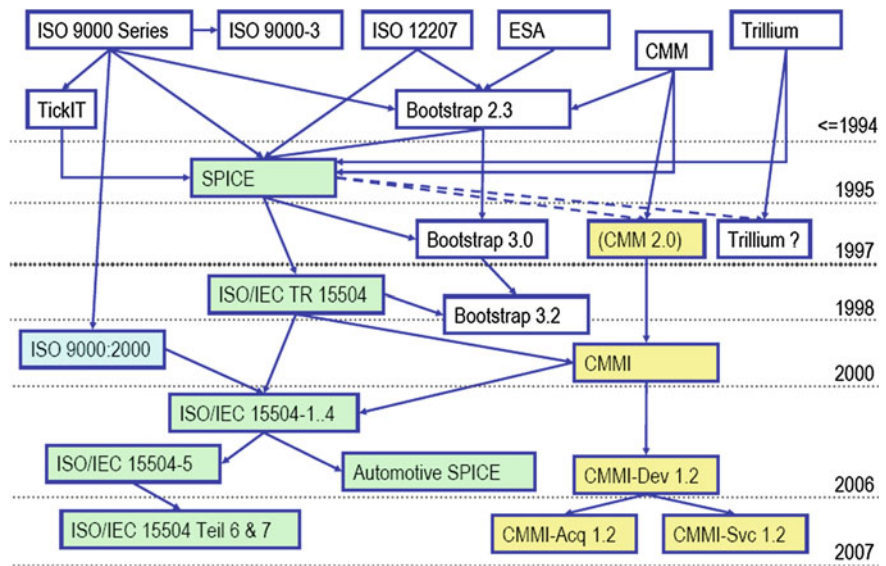 ISO 9000 Series
ISO 9000-3
ISO 12207
ESA
CMM
Trillium
TickIT
Bootstrap 2.3
<=1994
SPICE
1995
Bootstrap 3.0
(CMM 2.0)
Trillium ?
1997
ISO/IEC TR 15504
Bootstrap 3.2
1998
ISO 9000:2000
CMMI
2000
ISO/IEC 15504-1..4
ISO/IEC 15504-5
Automotive SPICE
CMMI-Dev 1.2
2006
ISO/IEC 15504 Teil 6 & 7
CMMI-Acq 1.2
CMMI-Svc 1.2
2007